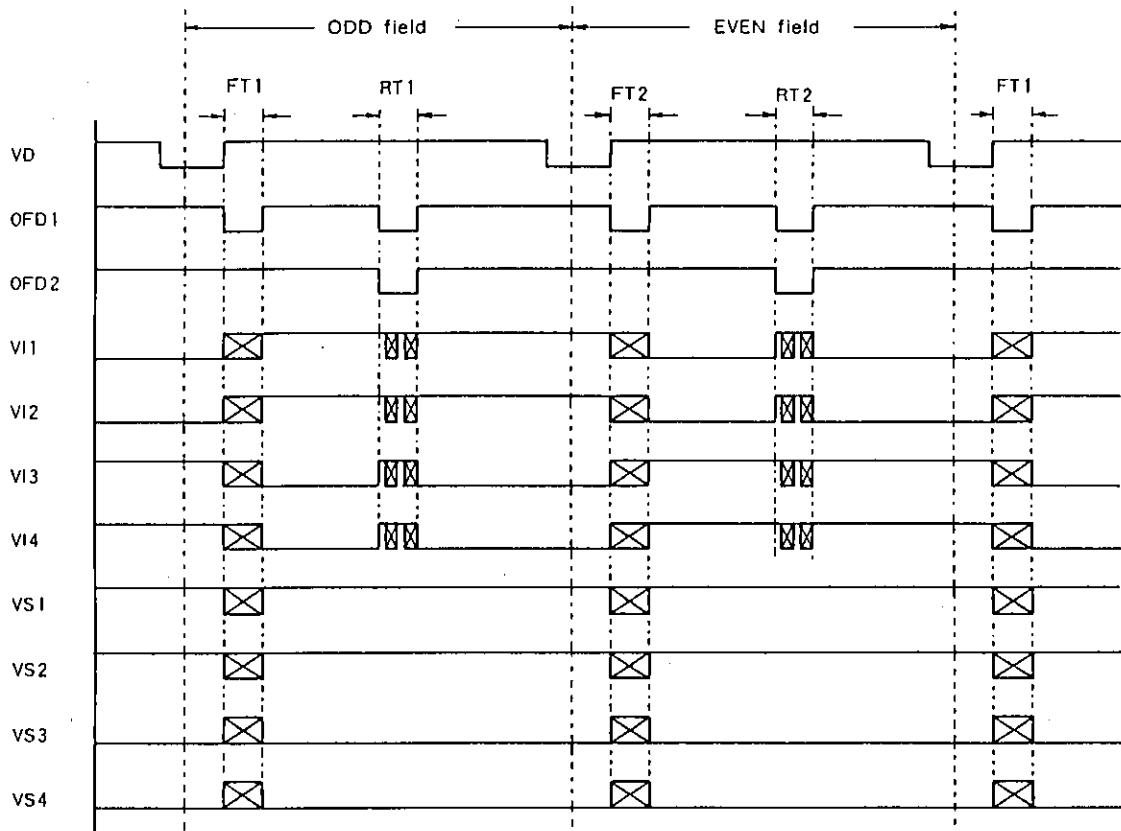 ODD field EVEN field
FT1 RT1 FT2 RT2 FT1
VD
OFD1
OFD2
VI1
VI2
VI3
VI4
VS1
VS2
VS3
VS4